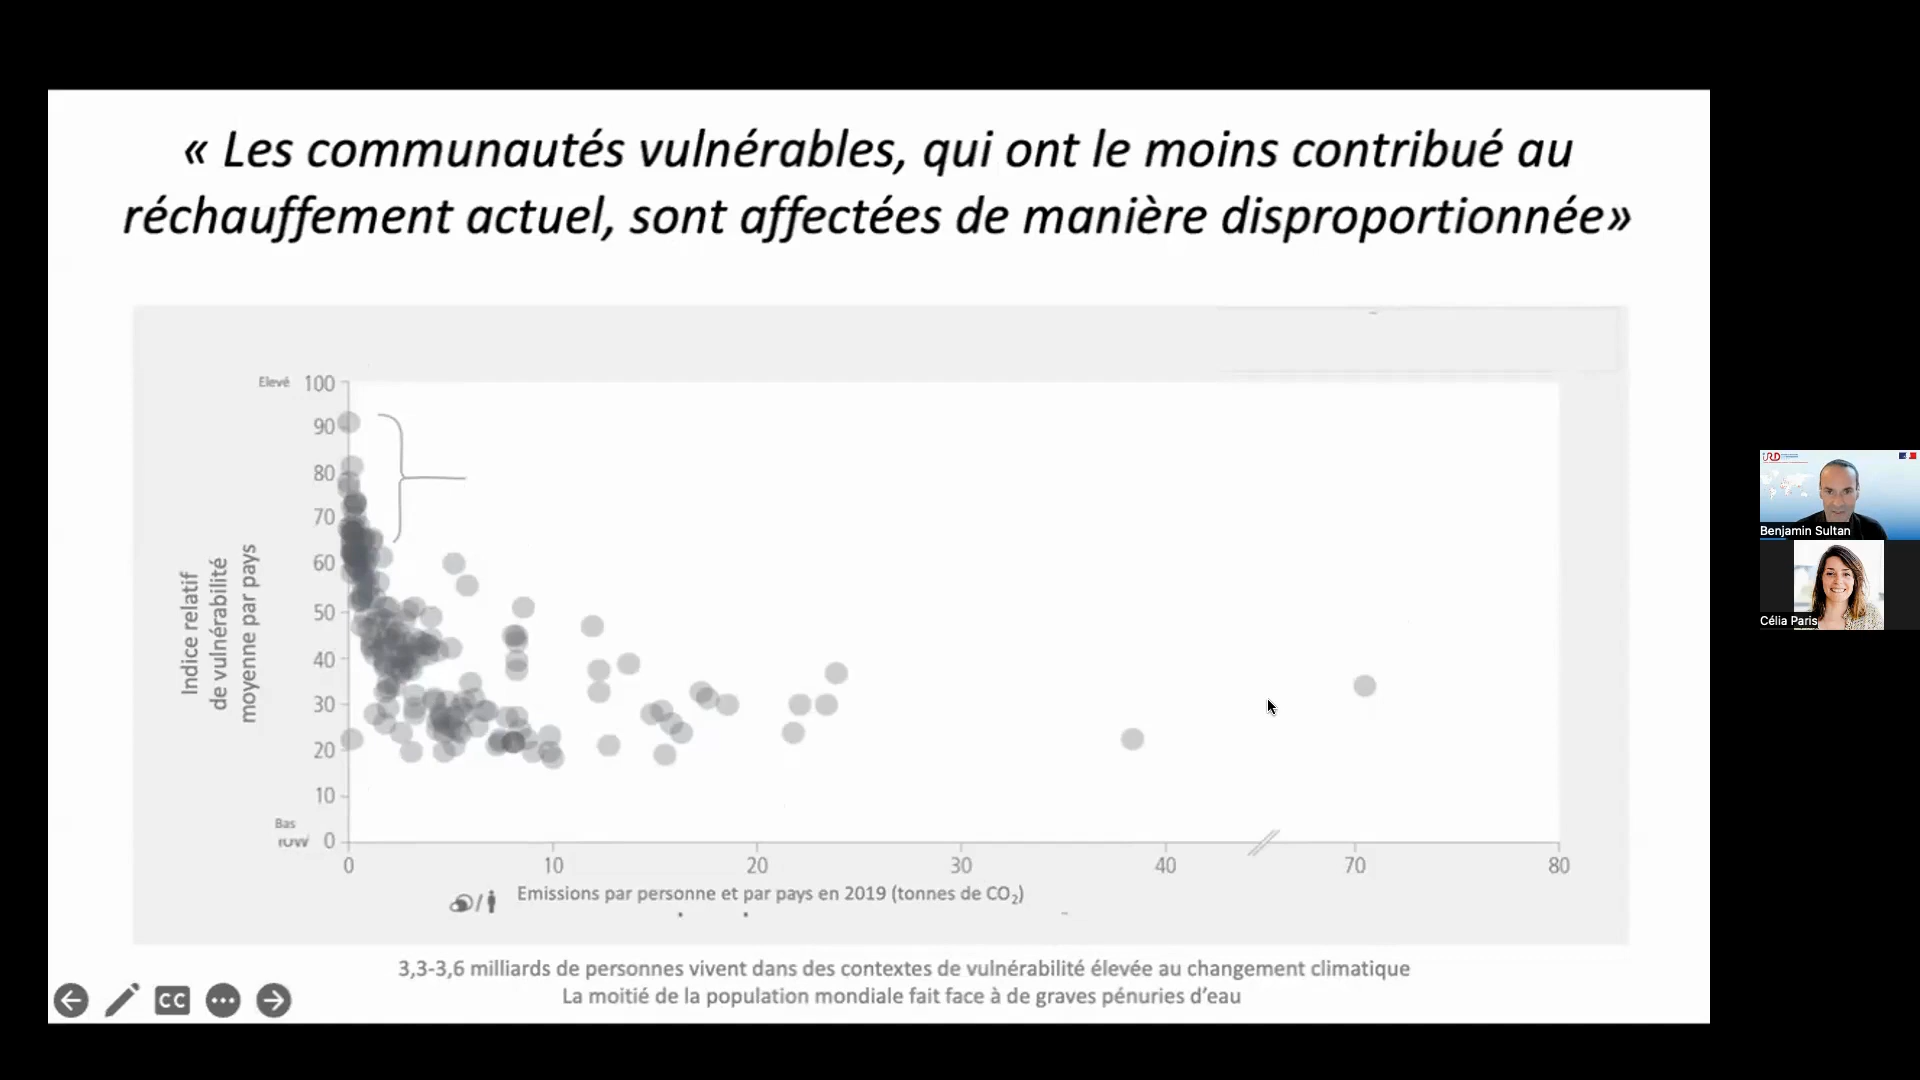 « Les communautés vulnérables, qui ont le moins contribué au
réchauffement actuel, sont affectées de manière disproportionnée»
Elevé
100
90
80
70
60
50
40
30
20
10
Bas
0
Indice relatif
de vulnérabilité
moyenne par pays
0 10 20 30 40 70 80
Emissions par personne et par pays en 2019 (tonnes de CO₂)
3,3-3,6 milliards de personnes vivent dans des contextes de vulnérabilité élevée au changement climatique
La moitié de la population mondiale fait face à de graves pénuries d'eau
CC
IRD
Benjamin Sultan
Célia Paris